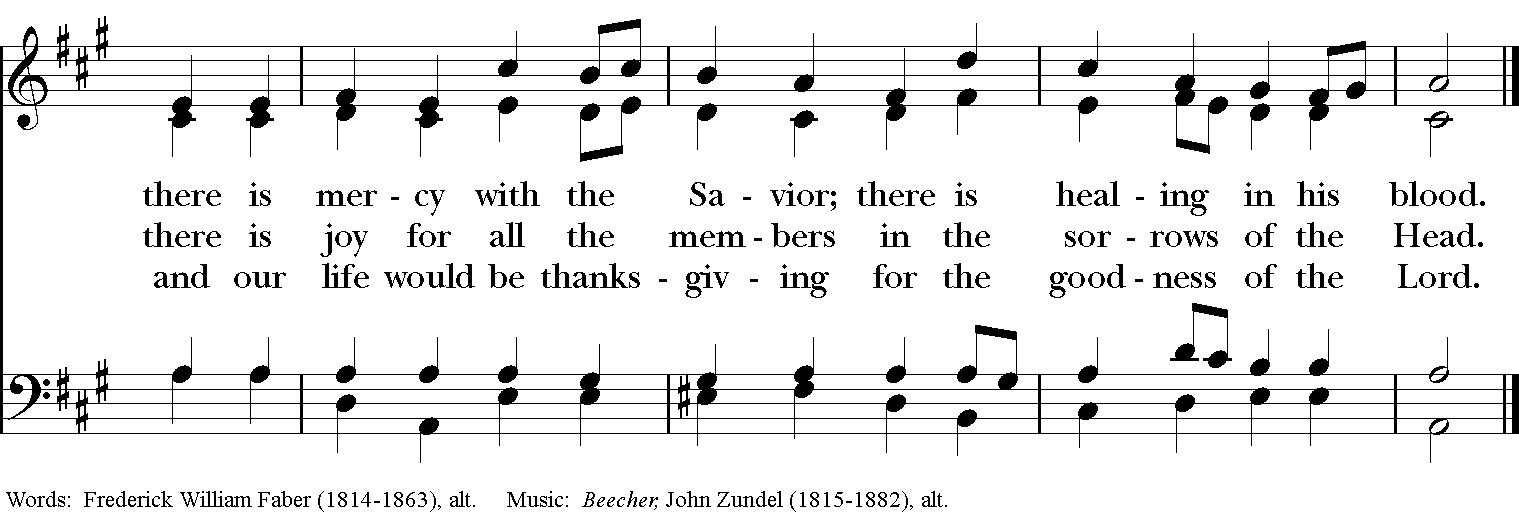 there is mer - cy with the Sa - vior; there is heal - ing in his blood.
there is joy for all the mem - bers in the sor - rows of the Head.
and our life would be thanks - giv - ing for the good - ness of the Lord.
Words: Frederick William Faber (1814-1863), alt. Music: Beecher, John Zundel (1815-1882), alt.